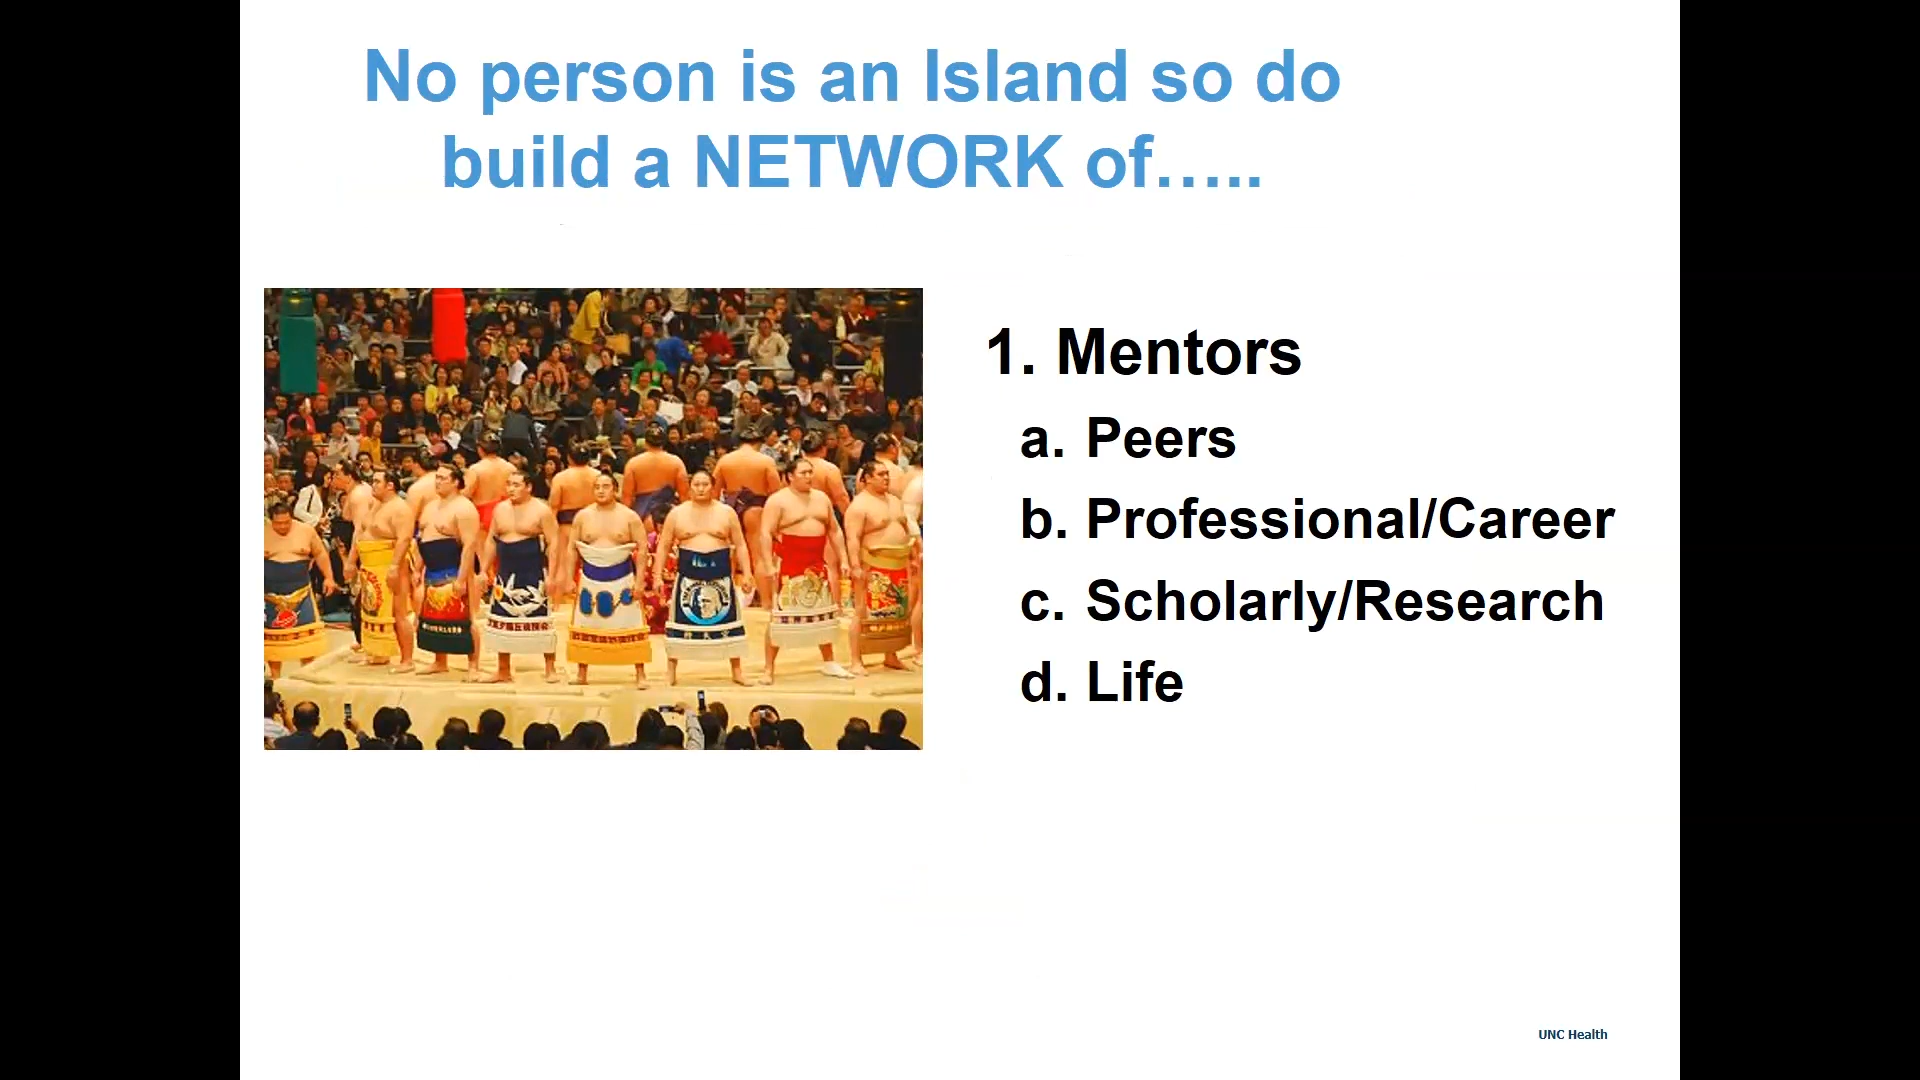 No person is an Island so do
build a NETWORK of…..
1. Mentors
a. Peers
b. Professional/Career
c. Scholarly/Research
d. Life
UNC Health